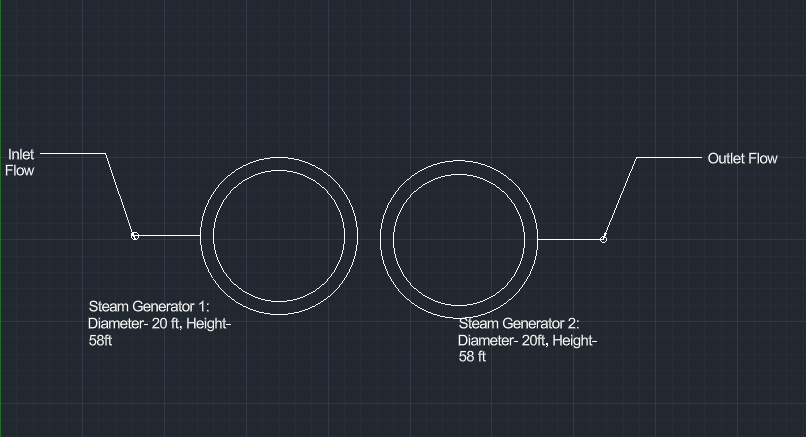 Inlet
Flow
Outlet Flow
Steam Generator 1:
Diameter- 20 ft, Height-
58ft
Steam Generator 2:
Diameter- 20ft, Height-
58 ft